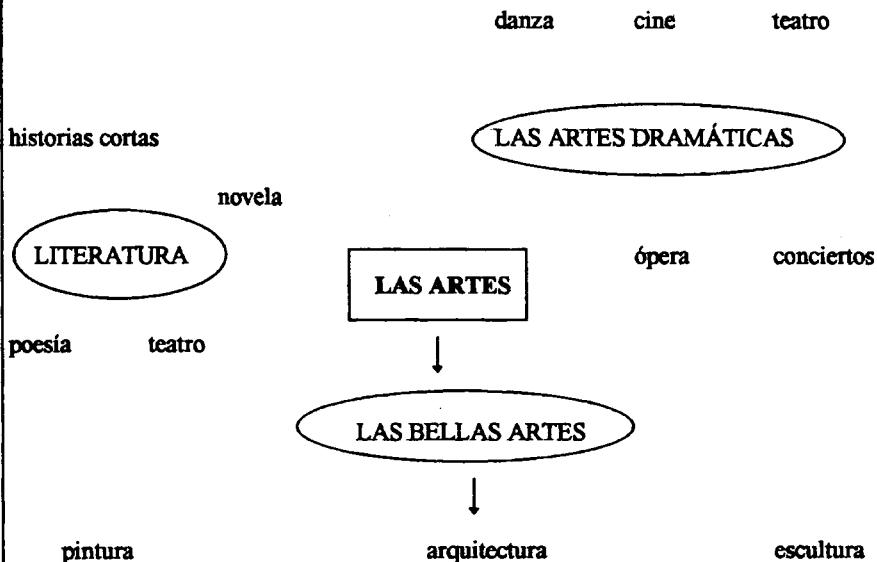 danza cine teatro
historias cortas
LAS ARTES DRAMÁTICAS
novela
LITERATURA
ópera conciertos
LAS ARTES
poesía teatro
LAS BELLAS ARTES
pintura arquitectura escultura